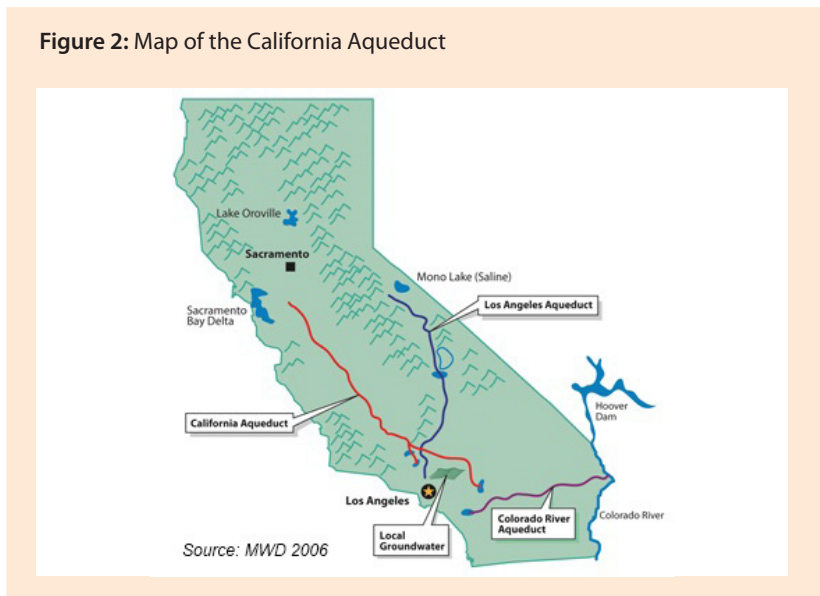 Figure 2: Map of the California Aqueduct
Lake Oroville
Sacramento
Mono Lake (Saline)
Los Angeles Aqueduct
Sacramento
Bay Delta
Hoover
Dam
California Aqueduct
Los Angeles
Colorado River
Aqueduct
Colorado River
Local
Groundwater
Source: MWD 2006